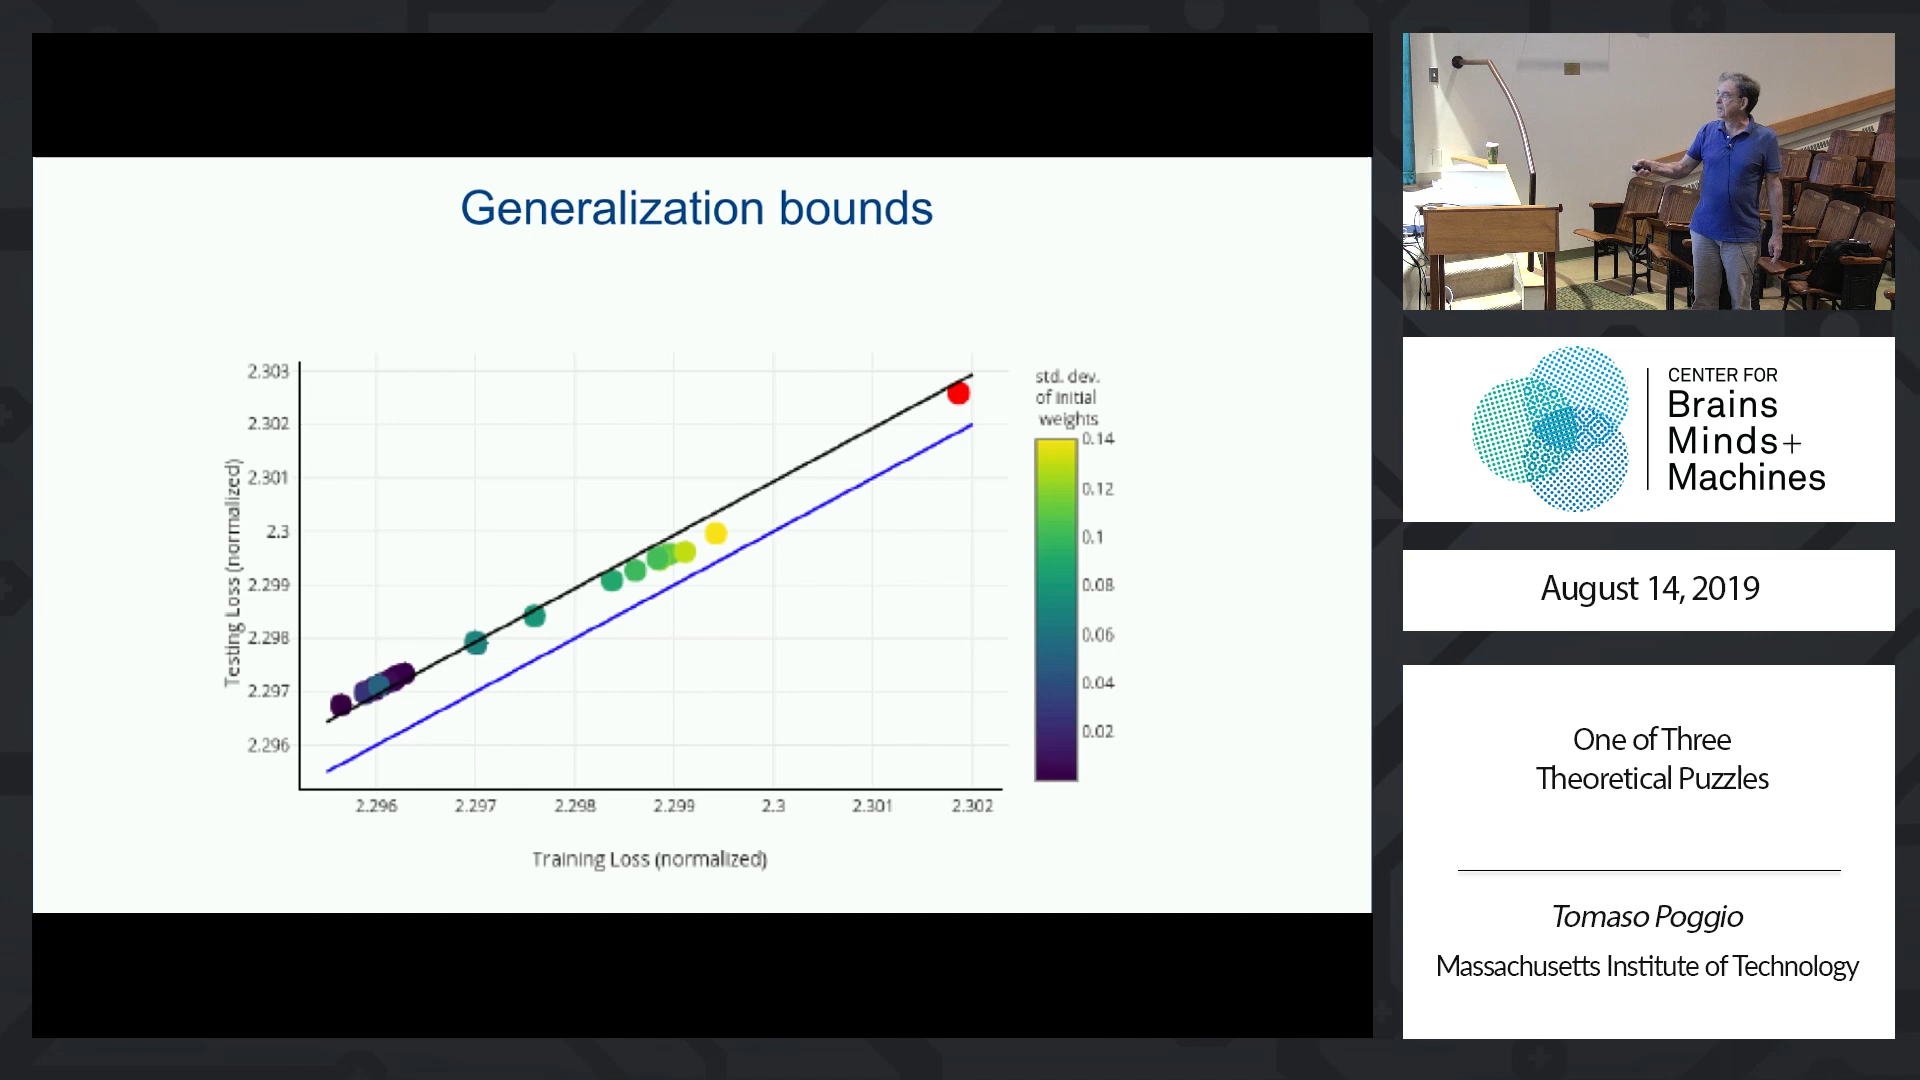 Generalization bounds
2.303
2.302
2.301
2.3
2.299
2.298
2.297
2.296
Testing Loss (normalized)
2.296 2.297 2.298 2.299 2.3 2.301 2.302
Training Loss (normalized)
std. dev.
of initial
weights
0.14
0.12
0.1
0.08
0.06
0.04
0.02
CENTER FOR
Brains
Minds+
Machines
August 14, 2019
One of Three
Theoretical Puzzles
Tomaso Poggio
Massachusetts Institute of Technology